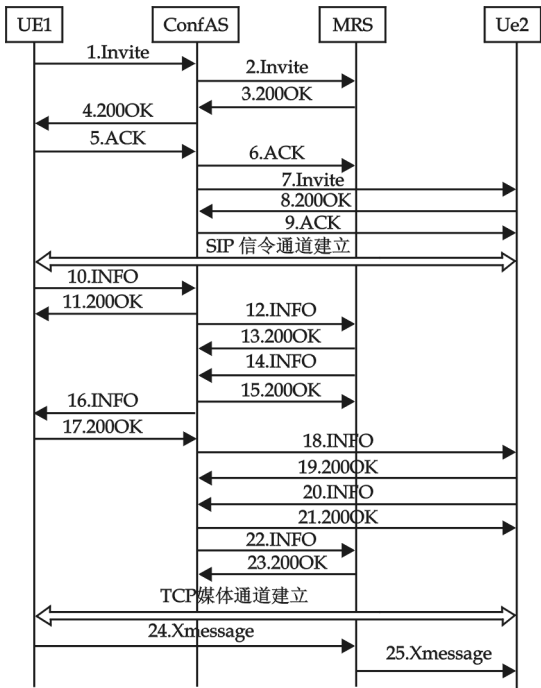 UE1 ConfAS MRS Ue2
1.Invite
2.Invite
3.200OK
4.200OK
5.ACK
6.ACK
7.Invite
8.200OK
9.ACK
SIP 信令通道建立
10.INFO
11.200OK
12.INFO
13.200OK
14.INFO
15.200OK
16.INFO
17.200OK
18.INFO
19.200OK
20.INFO
21.200OK
22.INFO
23.200OK
TCP媒体通道建立
24.Xmessage
25.Xmessage